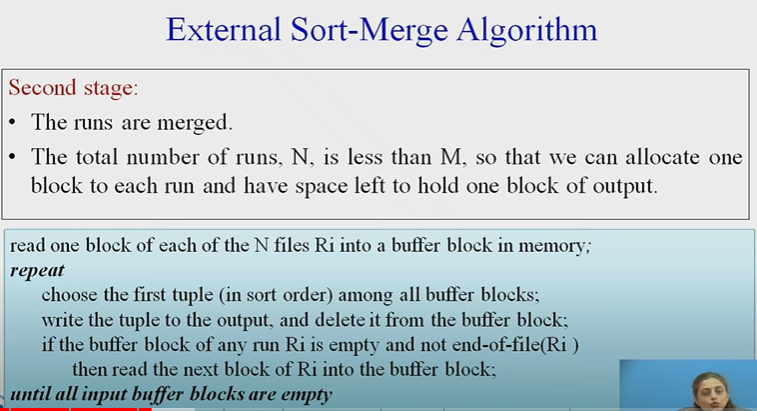 External Sort-Merge Algorithm
Second stage:
• The runs are merged.
• The total number of runs, N, is less than M, so that we can allocate one
block to each run and have space left to hold one block of output.
read one block of each of the N files Ri into a buffer block in memory;
repeat
choose the first tuple (in sort order) among all buffer blocks;
write the tuple to the output, and delete it from the buffer block;
if the buffer block of any run Ri is empty and not end-of-file(Ri )
then read the next block of Ri into the buffer block;
until all input buffer blocks are empty